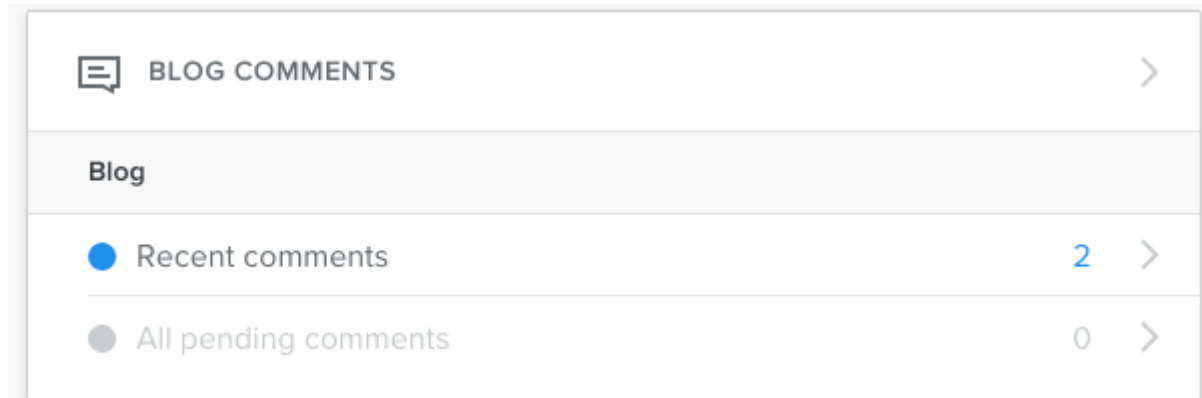 BLOG COMMENTS
Blog
Recent comments 2
All pending comments 0